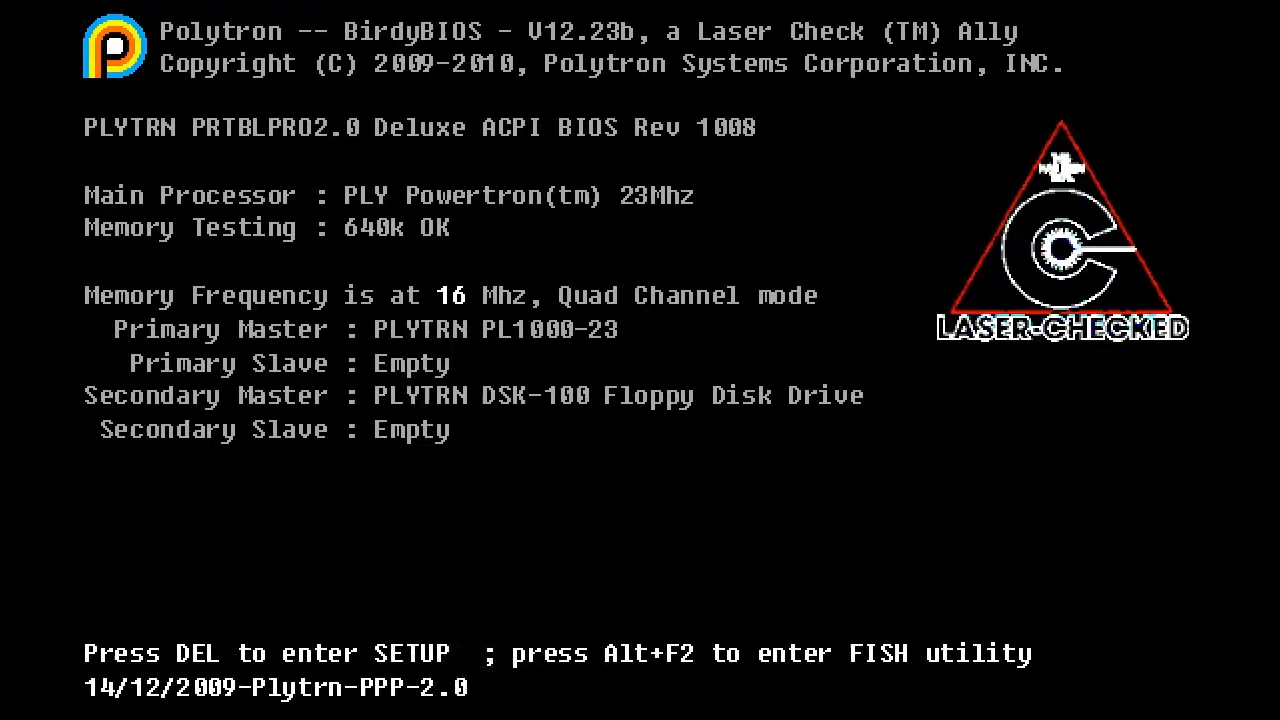 Polytron -- BirdyBIOS - V12.23b, a Laser Check (TM) Ally
Copyright (C) 2009-2010, Polytron Systems Corporation, INC.
PLYTRN PRTBLPRO2.0 Deluxe ACPI BIOS Rev 1008
Main Processor : PLY Powertron(tm) 23Mhz
Memory Testing : 640k OK
Memory Frequency is at 16 Mhz, Quad Channel mode
Primary Master : PLYTRN PL1000-23
Primary Slave : Empty
Secondary Master : PLYTRN DSK-100 Floppy Disk Drive
Secondary Slave : Empty
LASER-CHECKED
Press DEL to enter SETUP  ; press Alt+F2 to enter FISH utility
14/12/2009-Plytrn-PPP-2.0